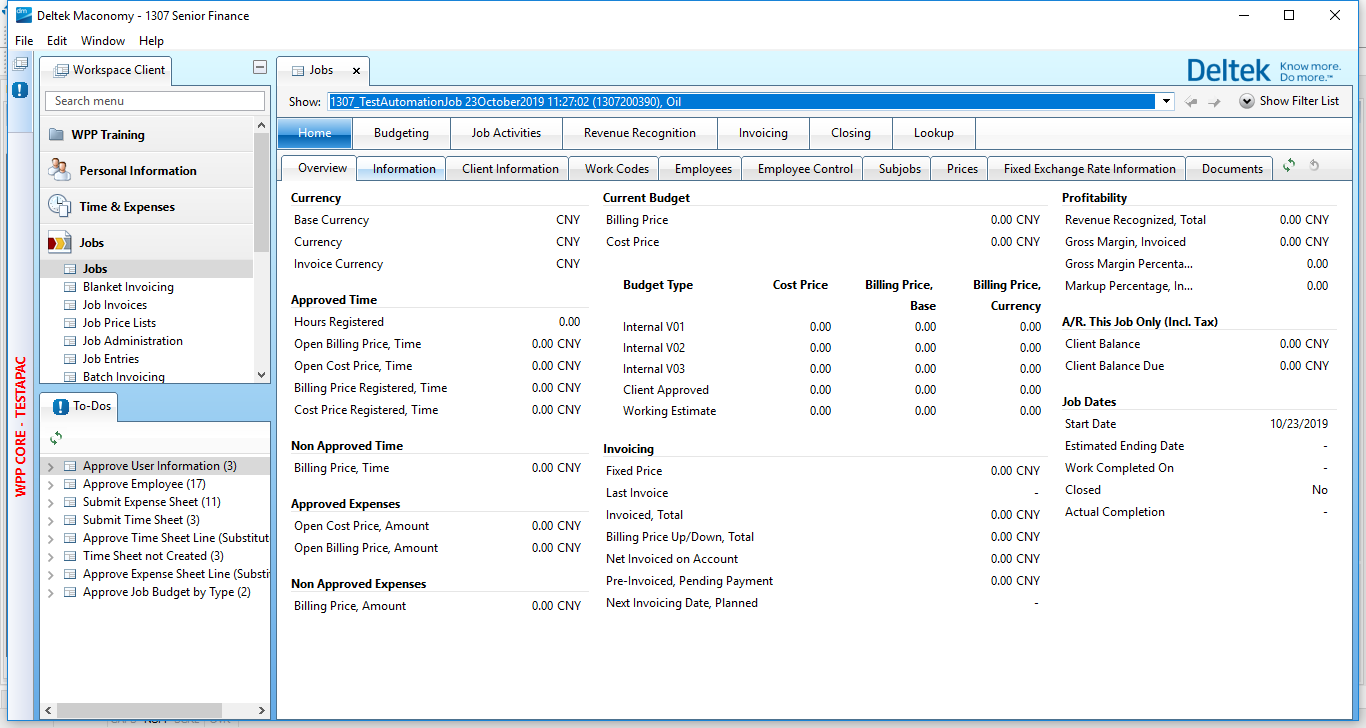 Deltek Maconomy - 1307 Senior Finance
File Edit Window Help
Workspace Client
Search menu
WPP Training
Personal Information
Time & Expenses
Jobs
Jobs
Blanket Invoicing
Job Invoices
Job Price Lists
Job Administration
Job Entries
Batch Invoicing
WPP CORE - TESTAPAC
To-Dos
Approve User Information (3)
Approve Employee (17)
Submit Expense Sheet (11)
Submit Time Sheet (3)
Approve Time Sheet Line (Substitut
Time Sheet not Created (3)
Approve Expense Sheet Line (Substi
Approve Job Budget by Type (2)
Jobs
Deltek Know more.
Do more.™
Show: 1307_TestAutomationJob 23October2019 11:27:02 (1307200390), Oil Show Filter List
Home Budgeting Job Activities Revenue Recognition Invoicing Closing Lookup
Overview Information Client Information Work Codes Employees Employee Control Subjobs Prices Fixed Exchange Rate Information Documents
Currency
Base Currency CNY
Currency CNY
Invoice Currency CNY
Approved Time
Hours Registered 0.00
Open Billing Price, Time 0.00 CNY
Open Cost Price, Time 0.00 CNY
Billing Price Registered, Time 0.00 CNY
Cost Price Registered, Time 0.00 CNY
Non Approved Time
Billing Price, Time 0.00 CNY
Approved Expenses
Open Cost Price, Amount 0.00 CNY
Open Billing Price, Amount 0.00 CNY
Non Approved Expenses
Billing Price, Amount 0.00 CNY
Current Budget
Billing Price 0.00 CNY
Cost Price 0.00 CNY
Budget Type Cost Price Billing Price, Billing Price,
Base Currency
Internal V01 0.00 0.00 0.00
Internal V02 0.00 0.00 0.00
Internal V03 0.00 0.00 0.00
Client Approved 0.00 0.00 0.00
Working Estimate 0.00 0.00 0.00
Invoicing
Fixed Price 0.00 CNY
Last Invoice -
Invoiced, Total 0.00 CNY
Billing Price Up/Down, Total 0.00 CNY
Net Invoiced on Account 0.00 CNY
Pre-Invoiced, Pending Payment 0.00 CNY
Next Invoicing Date, Planned -
Profitability
Revenue Recognized, Total 0.00 CNY
Gross Margin, Invoiced 0.00 CNY
Gross Margin Percenta... 0.00
Markup Percentage, In... 0.00
A/R. This Job Only (Incl. Tax)
Client Balance 0.00 CNY
Client Balance Due 0.00 CNY
Job Dates
Start Date 10/23/2019
Estimated Ending Date -
Work Completed On -
Closed No
Actual Completion -